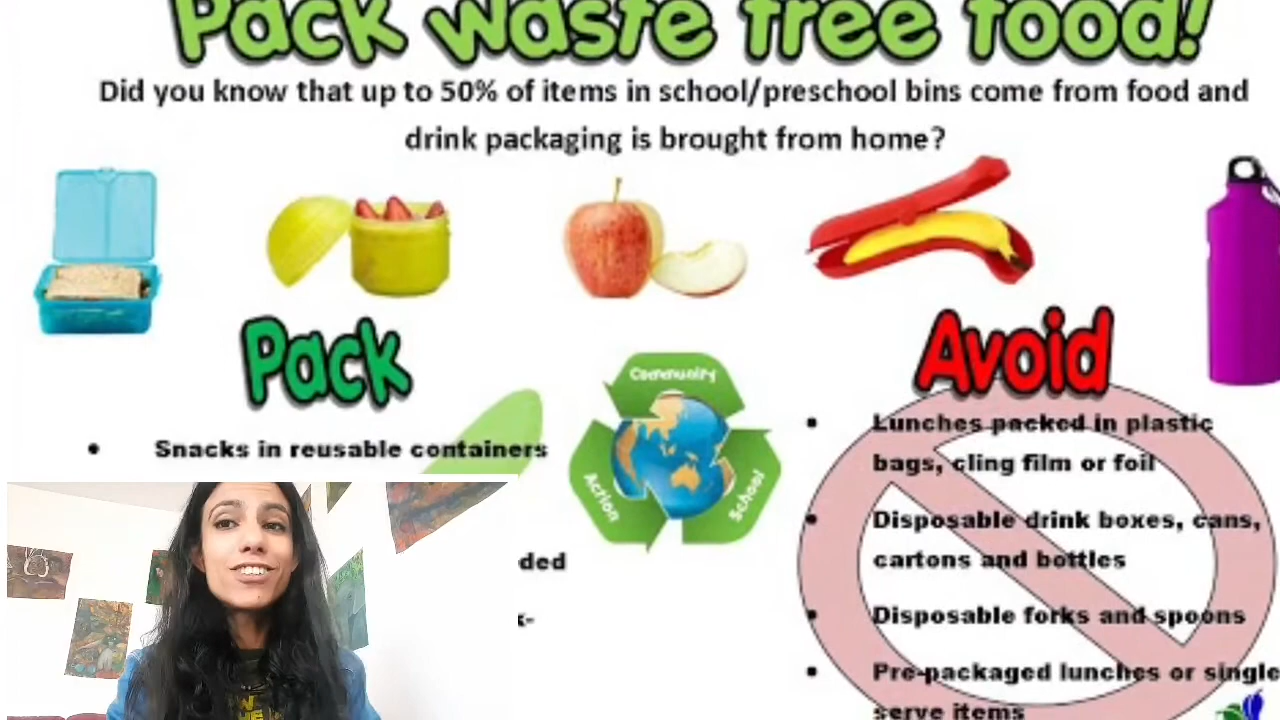 Pack waste free food!
Did you know that up to 50% of items in school/preschool bins come from food and
drink packaging is brought from home?
Pack
Avoid
Community
Action
School
• Snacks in reusable containers
ded
k-
• Lunches packed in plastic
bags, cling film or foil
• Disposable drink boxes, cans,
cartons and bottles
• Disposable forks and spoons
• Pre-packaged lunches or single
serve items